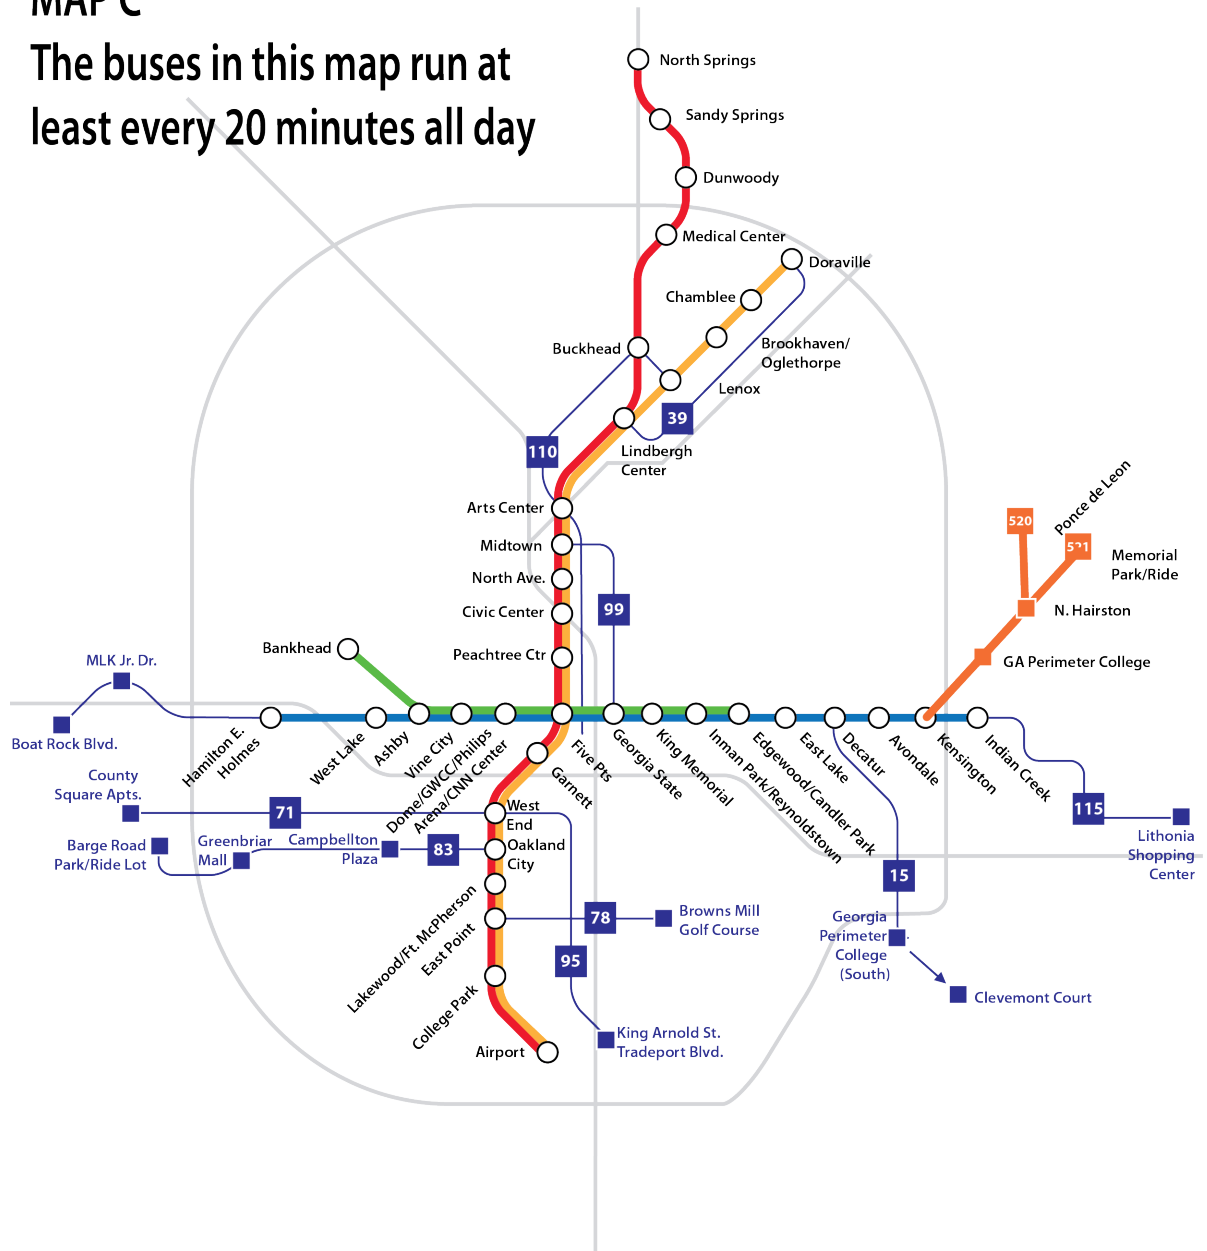 MAP C
The buses in this map run at
least every 20 minutes all day
North Springs
Sandy Springs
Dunwoody
Medical Center
Doraville
Chamblee
Buckhead
Brookhaven/
Oglethorpe
Lenox
39
110
Lindbergh
Center
Arts Center
Midtown
North Ave.
Civic Center
99
Peachtree Ctr
Bankhead
520
Ponce de Leon
521
Memorial
Park/Ride
N. Hairston
GA Perimeter College
MLK Jr. Dr.
Boat Rock Blvd.
Hamilton E.
Holmes
West Lake
Ashby
Vine City
Dome/GWCC/Philips
Arena/CNN Center
Five Pts
Garnett
Georgia State
King Memorial
Inman Park/Reynoldstown
Edgewood/Candler Park
East Lake
Decatur
Avondale
Kensington
Indian Creek
County
Square Apts.
71
West
End
115
Lithonia
Shopping
Center
Barge Road
Park/Ride Lot
Greenbriar
Mall
Campbellton
Plaza
83
Oakland
City
15
Lakewood/Ft. McPherson
East Point
78
Browns Mill
Golf Course
Georgia
Perimeter
College
(South)
95
College Park
Clevemont Court
King Arnold St.
Tradeport Blvd.
Airport